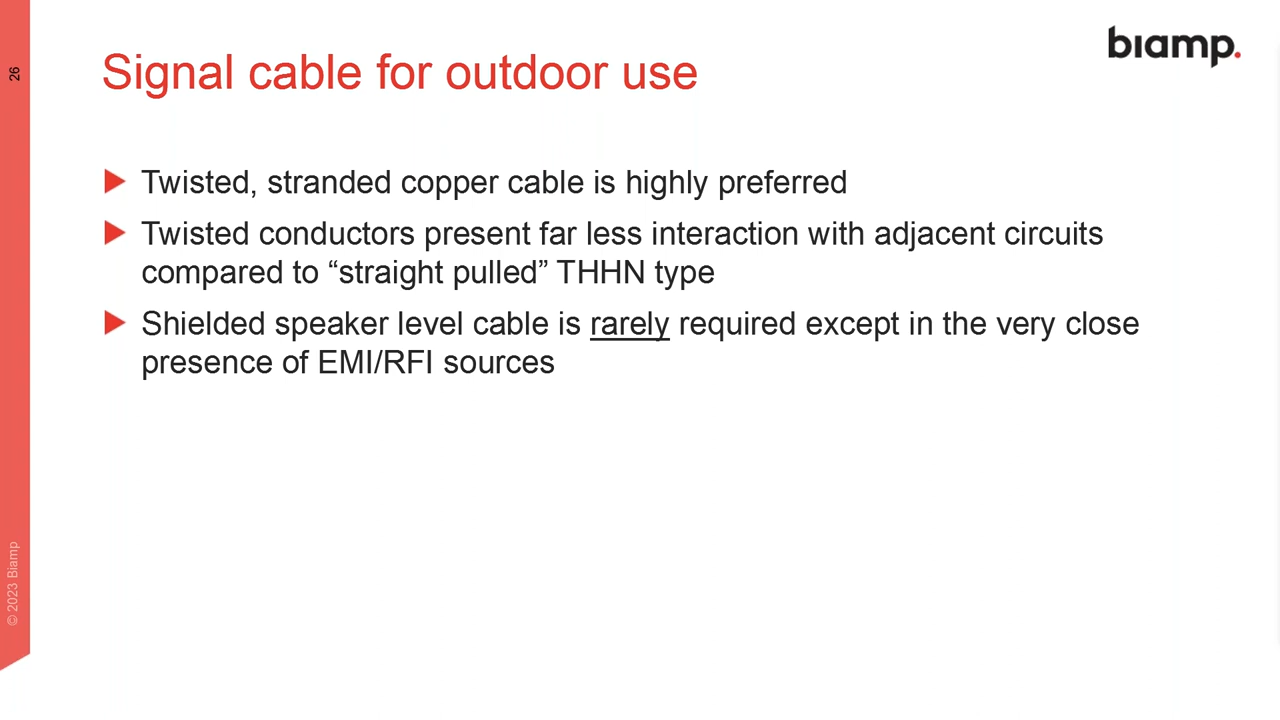 biamp.
26
Signal cable for outdoor use
Twisted, stranded copper cable is highly preferred
Twisted conductors present far less interaction with adjacent circuits
compared to “straight pulled” THHN type
Shielded speaker level cable is rarely required except in the very close
presence of EMI/RFI sources
© 2023 Biamp